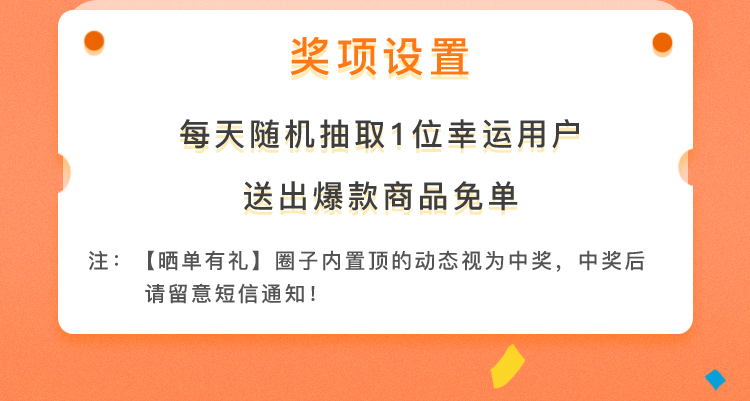 奖项设置
每天随机抽取1位幸运用户
送出爆款商品免单
注：【晒单有礼】圈子内置顶的动态视为中奖，中奖后
请留意短信通知！